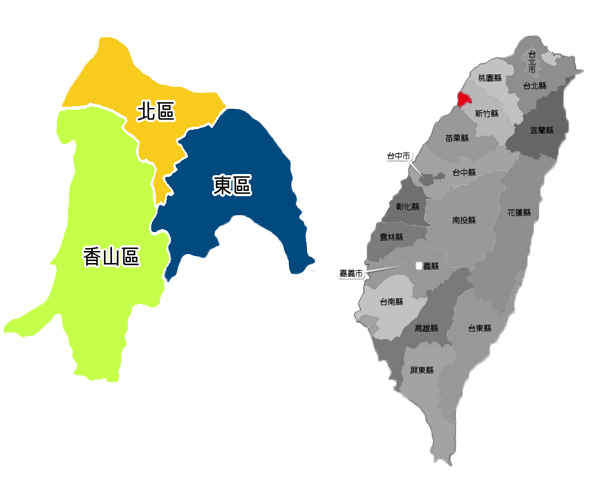 北區
東區
香山區
台北市
桃園縣
台北縣
新竹縣
宜蘭縣
苗栗縣
台中市
台中縣
彰化縣
南投縣
花蓮縣
雲林縣
嘉義市
義縣
台南縣
高雄縣
台東縣
屏東縣